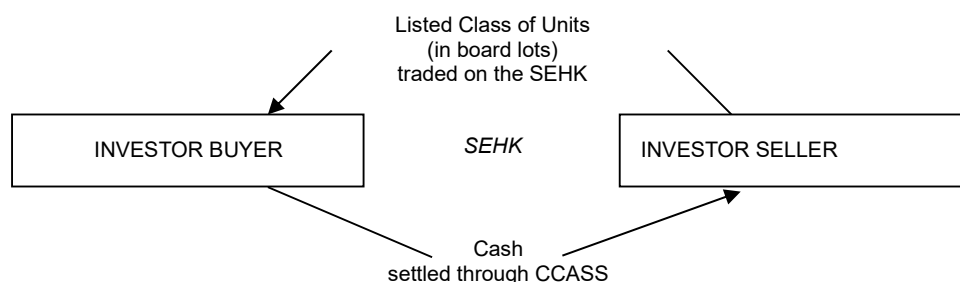 Listed Class of Units
(in board lots)
traded on the SEHK
INVESTOR BUYER
SEHK
INVESTOR SELLER
Cash
settled through CCASS